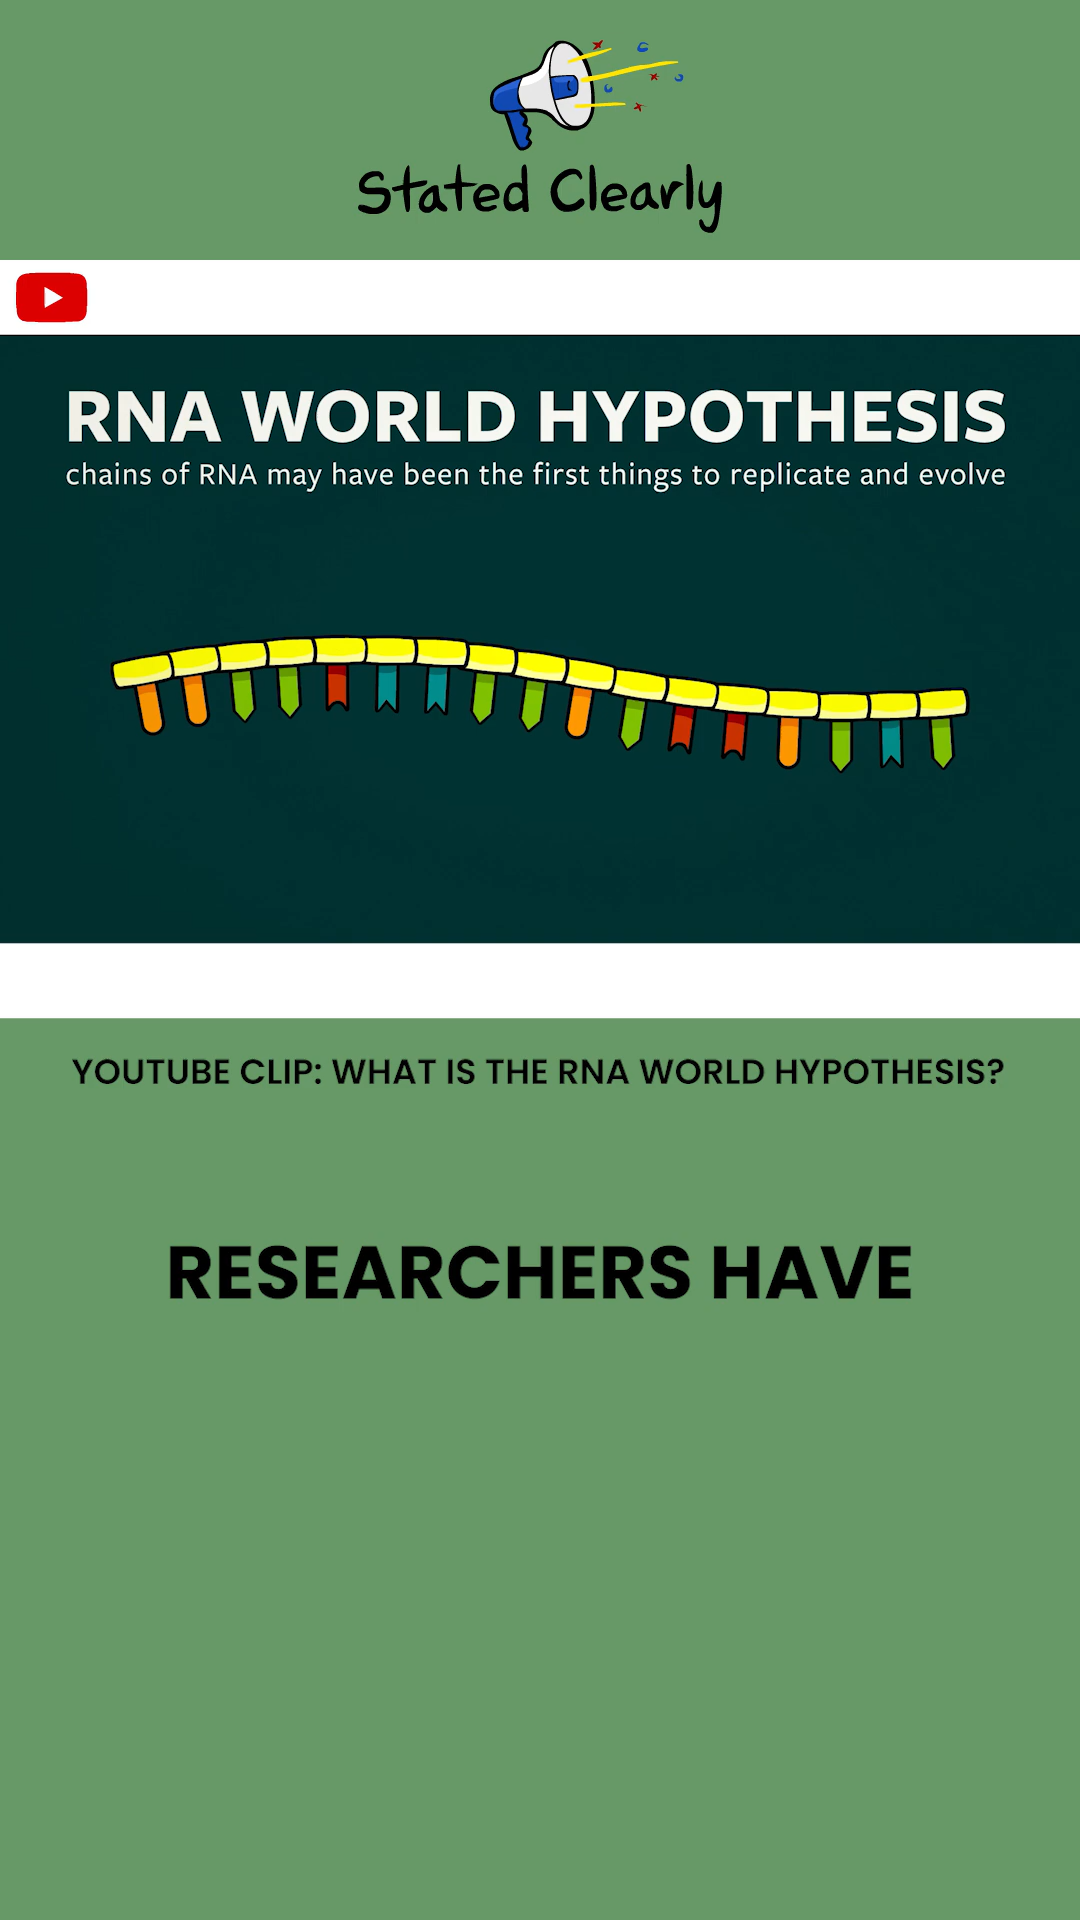 Stated Clearly
RNA WORLD HYPOTHESIS
chains of RNA may have been the first things to replicate and evolve
YOUTUBE CLIP: WHAT IS THE RNA WORLD HYPOTHESIS?
RESEARCHERS HAVE